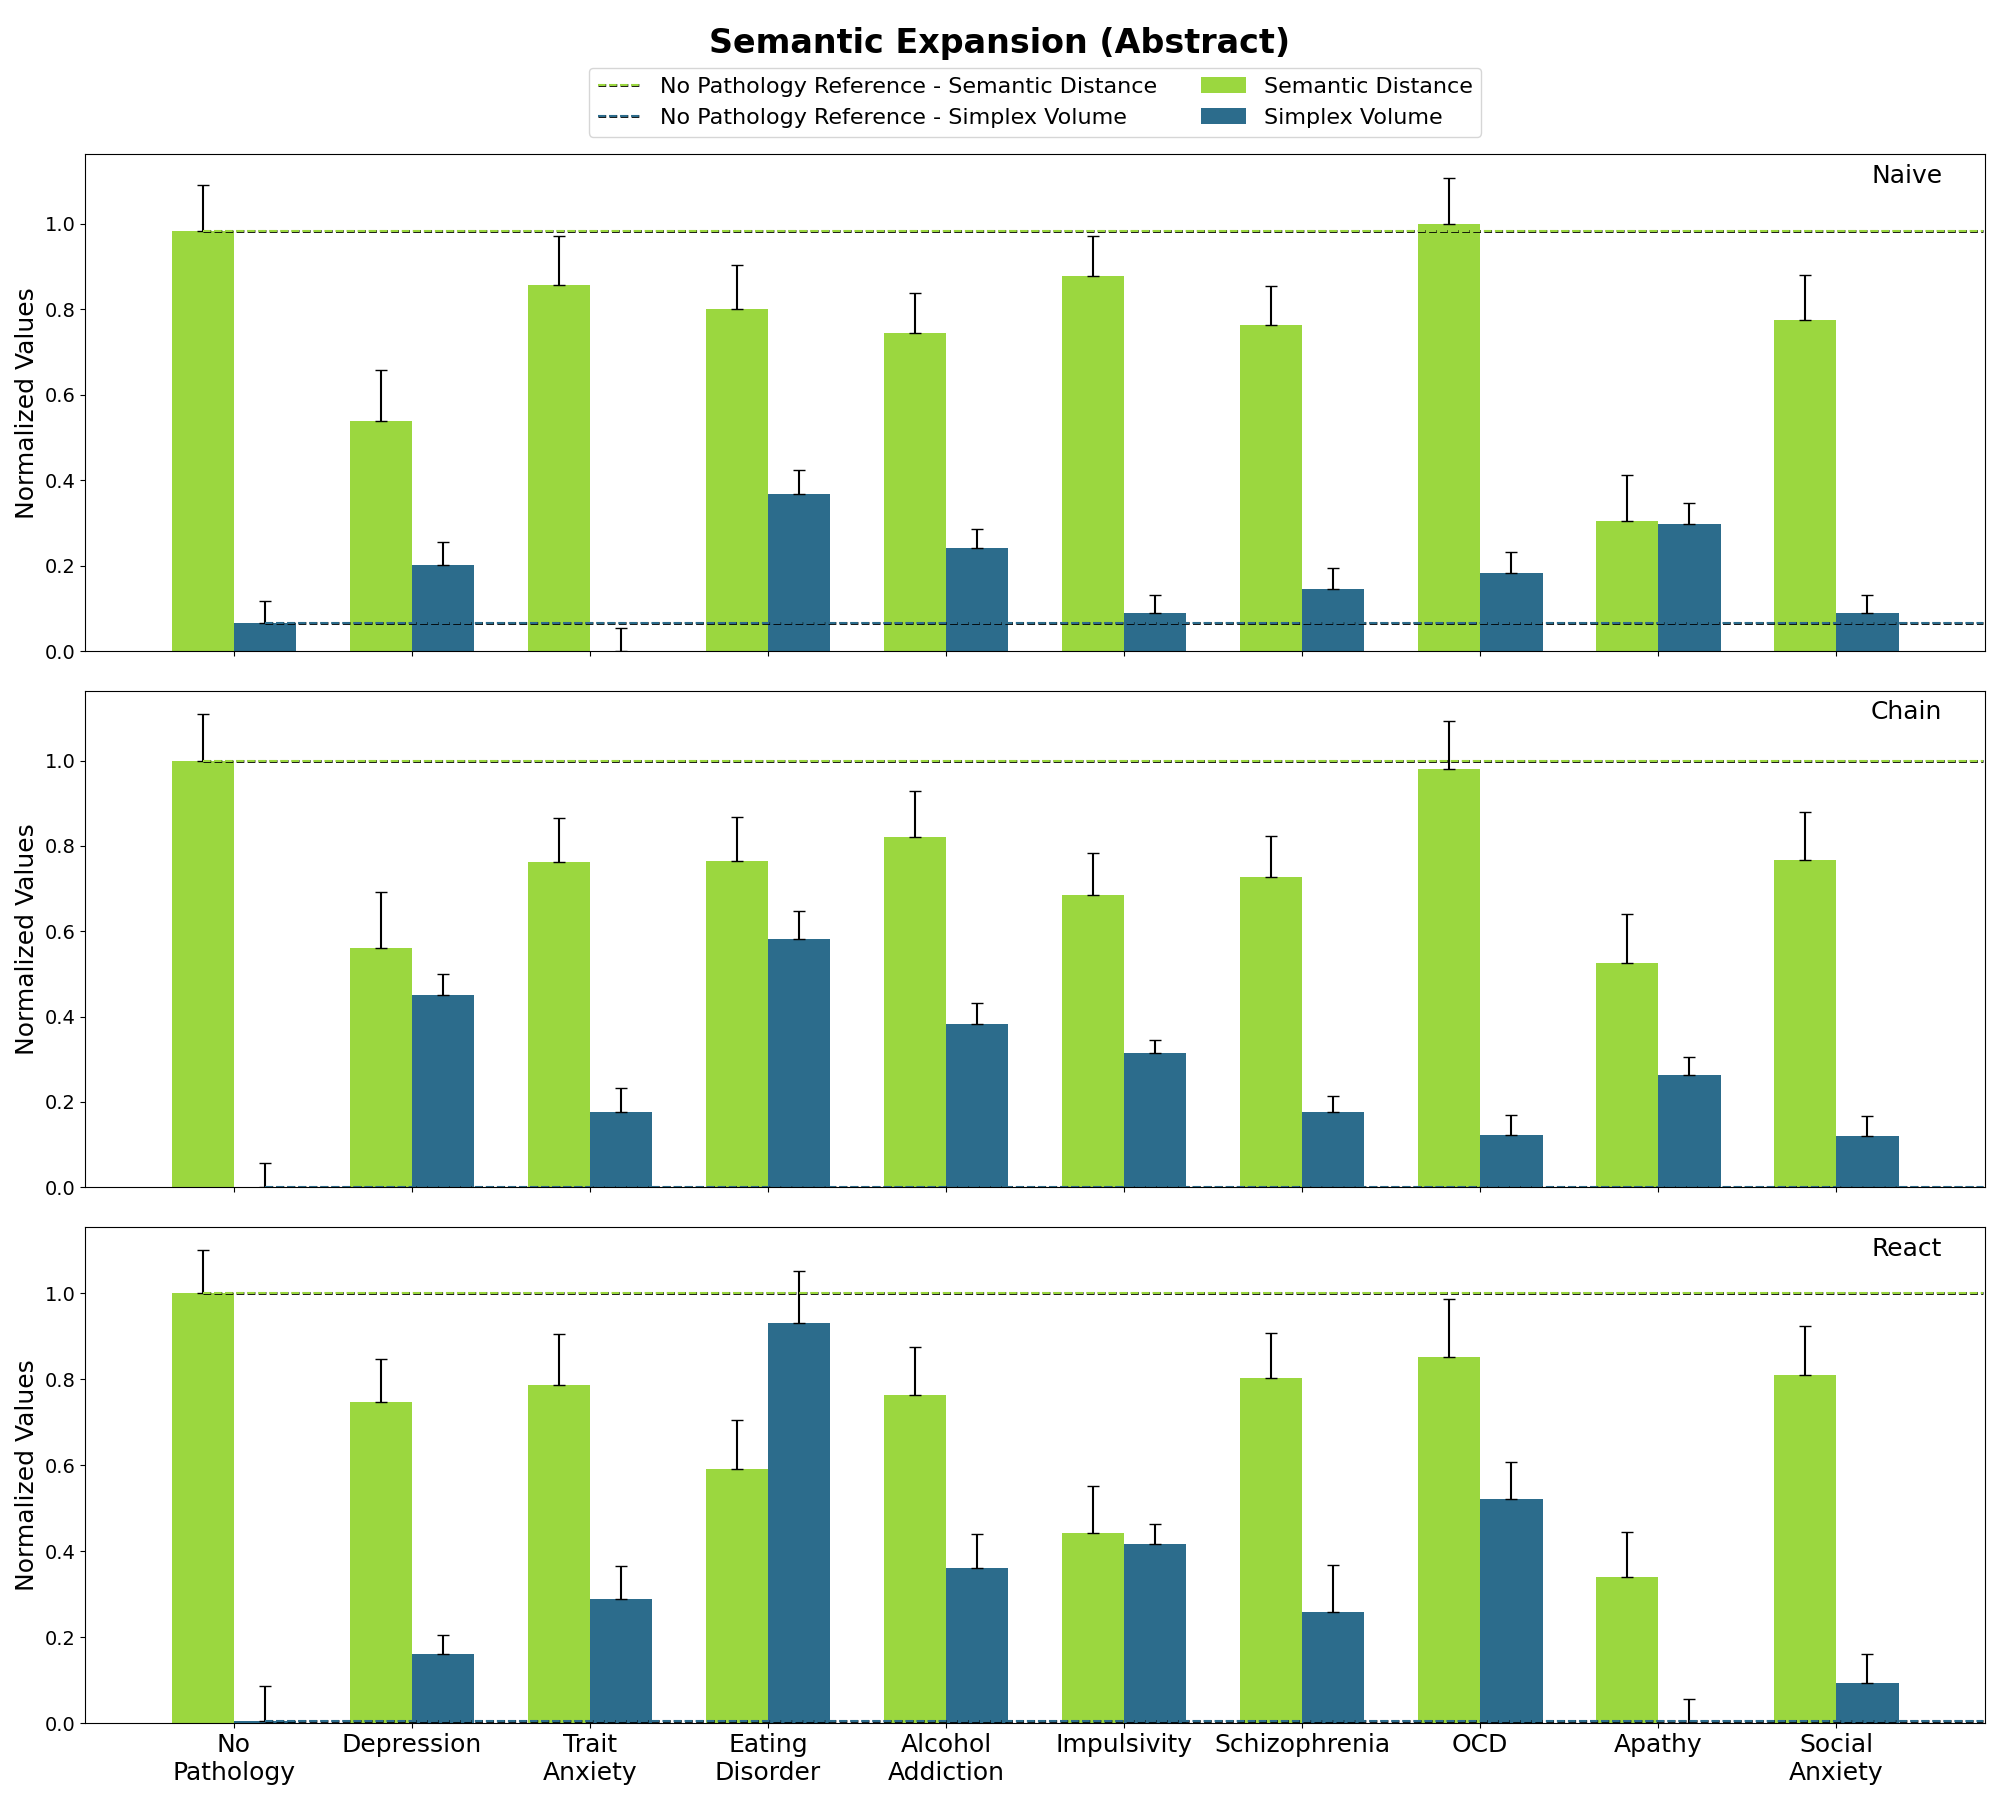 Semantic Expansion (Abstract)
No Pathology Reference - Semantic Distance
No Pathology Reference - Simplex Volume
Semantic Distance
Simplex Volume
Naive
Normalized Values
1.0
0.8
0.6
0.4
0.2
0.0
Chain
Normalized Values
1.0
0.8
0.6
0.4
0.2
0.0
React
Normalized Values
1.0
0.8
0.6
0.4
0.2
0.0
No
Pathology
Depression
Trait
Anxiety
Eating
Disorder
Alcohol
Addiction
Impulsivity
Schizophrenia
OCD
Apathy
Social
Anxiety